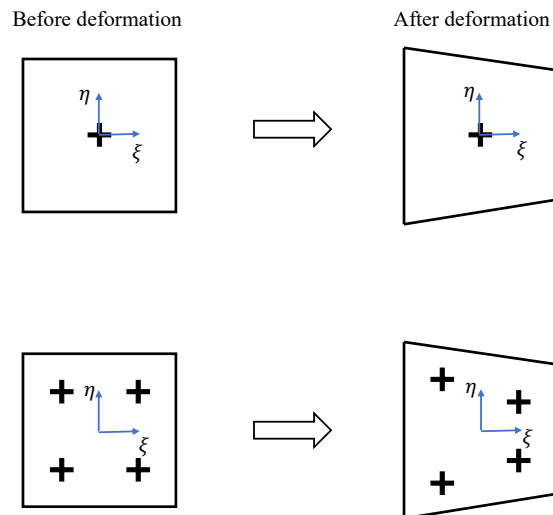 Before deformation
After deformation
η
ξ
η
ξ
η
ξ
η
ξ